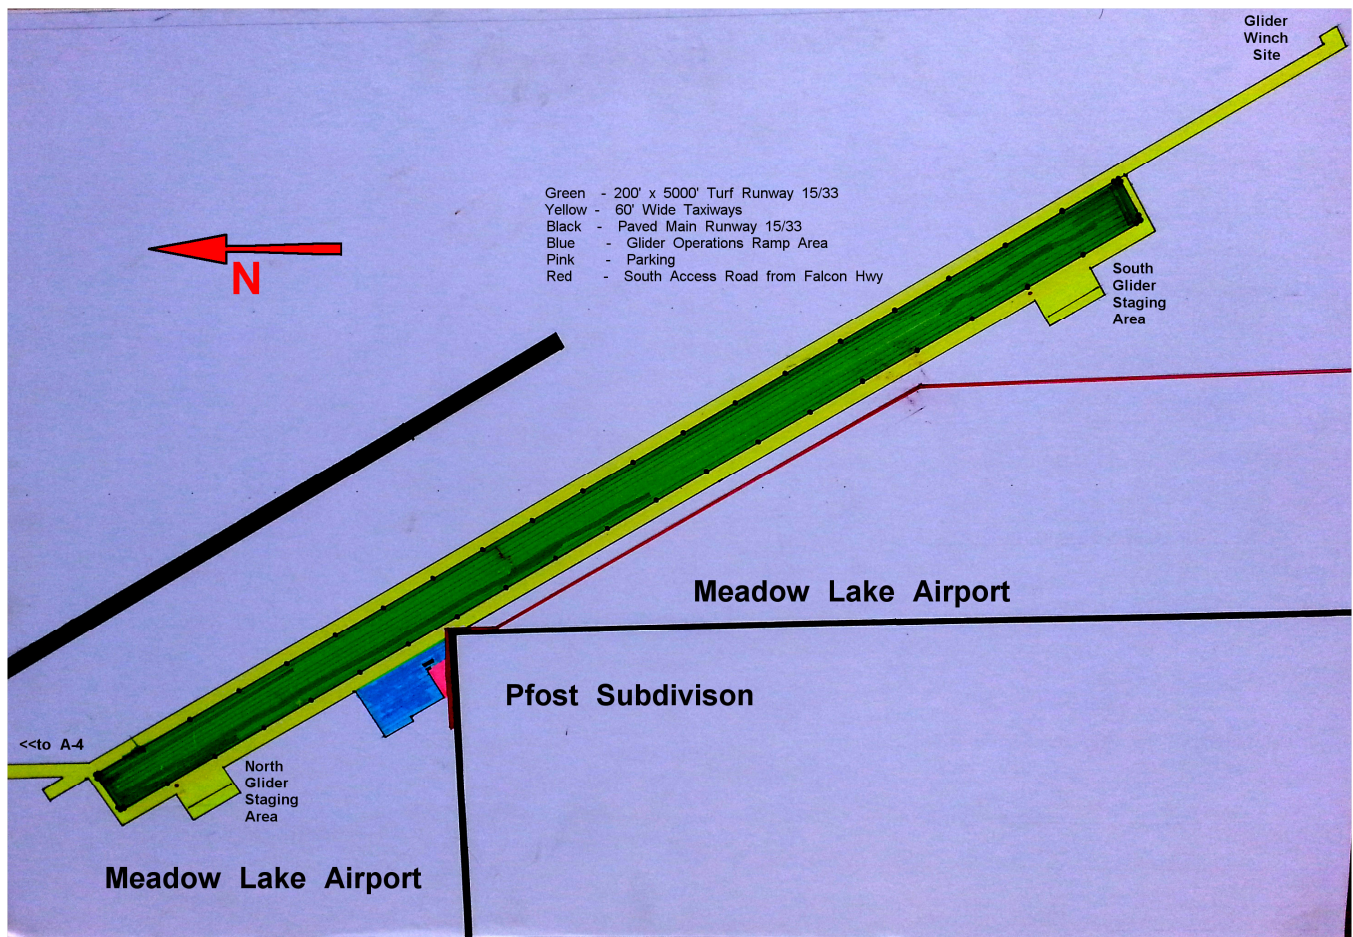 Glider
Winch
Site
Green - 200' x 5000' Turf Runway 15/33
Yellow - 60' Wide Taxiways
Black - Paved Main Runway 15/33
Blue - Glider Operations Ramp Area
Pink - Parking
Red - South Access Road from Falcon Hwy
N
South
Glider
Staging
Area
Meadow Lake Airport
Pfost Subdivison
<<to A-4
North
Glider
Staging
Area
Meadow Lake Airport